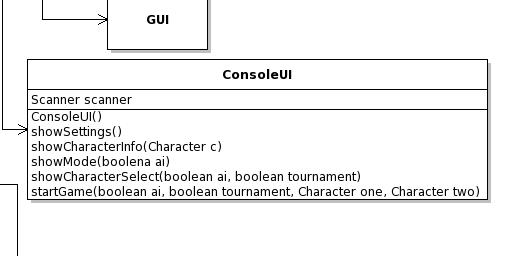 GUI
ConsoleUI
Scanner scanner
ConsoleUI()
showSettings()
showCharacterInfo(Character c)
showMode(boolena ai)
showCharacterSelect(boolean ai, boolean tournament)
startGame(boolean ai, boolean tournament, Character one, Character two)